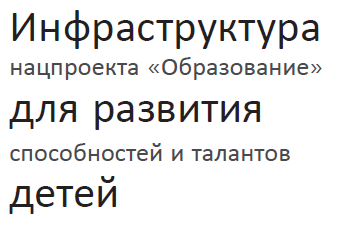 Инфраструктура
нацпроекта «Образование»
для развития
способностей и талантов
детей